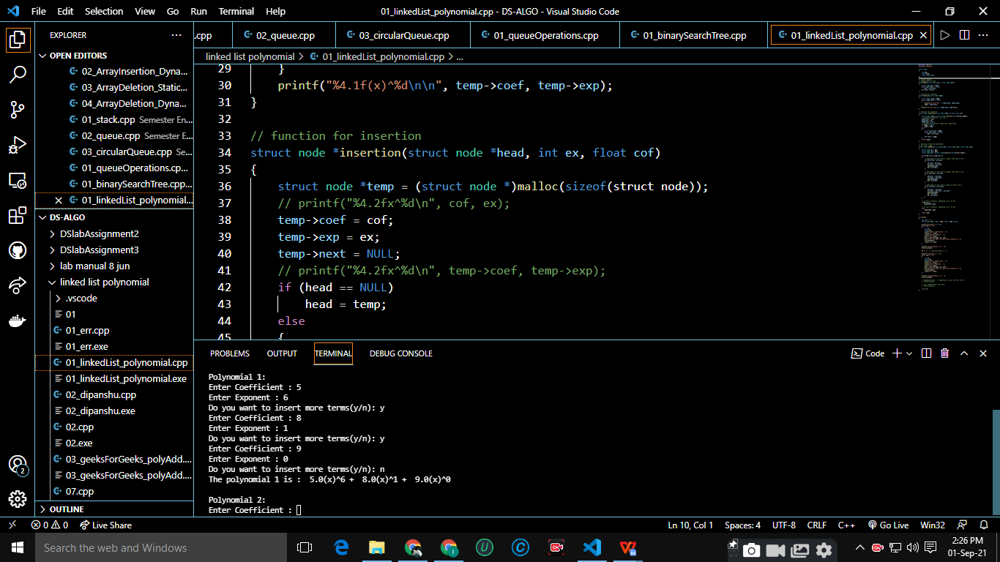 File Edit Selection View Go Run Terminal Help 01_linkedList_polynomial.cpp - DS-ALGO - Visual Studio Code
EXPLORER ···
OPEN EDITORS
02_ArrayInsertion_Dyna...
03_ArrayDeletion_Static...
04_ArrayDeletion_Dyna...
01_stack.cpp Semester En...
02_queue.cpp Semester E...
03_circularQueue.cpp Se...
01_queueOperations.cp...
01_binarySearchTree.cpp...
01_linkedList_polynomial...
DS-ALGO
DSlabAssignment2
DSlabAssignment3
lab manual 8 jun
linked list polynomial
.vscode
01
01_err.cpp
01_err.exe
01_linkedList_polynomial.cpp
01_linkedList_polynomial.exe
02_dipanshu.cpp
02_dipanshu.exe
02.cpp
02.exe
03_geeksForGeeks_polyAdd....
03_geeksForGeeks_polyAdd....
07.cpp
OUTLINE
2
.cpp 02_queue.cpp 03_circularQueue.cpp 01_queueOperations.cpp 01_binarySearchTree.cpp 01_linkedList_polynomial.cpp ···
linked list polynomial > 01_linkedList_polynomial.cpp > ...
29 }
30 printf("%4.1f(x)^%d\n\n", temp->coef, temp->exp);
31 }
32
33 // function for insertion
34 struct node *insertion(struct node *head, int ex, float cof)
35 {
36 struct node *temp = (struct node *)malloc(sizeof(struct node));
37 // printf("%4.2fx^%d\n", cof, ex);
38 temp->coef = cof;
39 temp->exp = ex;
40 temp->next = NULL;
41 // printf("%4.2fx^%d\n", temp->coef, temp->exp);
42 if (head == NULL)
43 head = temp;
44 else
45 {
PROBLEMS OUTPUT TERMINAL DEBUG CONSOLE Code
Polynomial 1:
Enter Coefficient : 5
Enter Exponent : 6
Do you want to insert more terms(y/n): y
Enter Coefficient : 8
Enter Exponent : 1
Do you want to insert more terms(y/n): y
Enter Coefficient : 9
Enter Exponent : 0
Do you want to insert more terms(y/n): n
The polynomial 1 is :  5.0(x)^6 +  8.0(x)^1 +  9.0(x)^0
Polynomial 2:
Enter Coefficient :
0 0 Live Share Ln 10, Col 1 Spaces: 4 UTF-8 CRLF C++ Go Live Win32
Search the web and Windows
2:26 PM
01-Sep-21